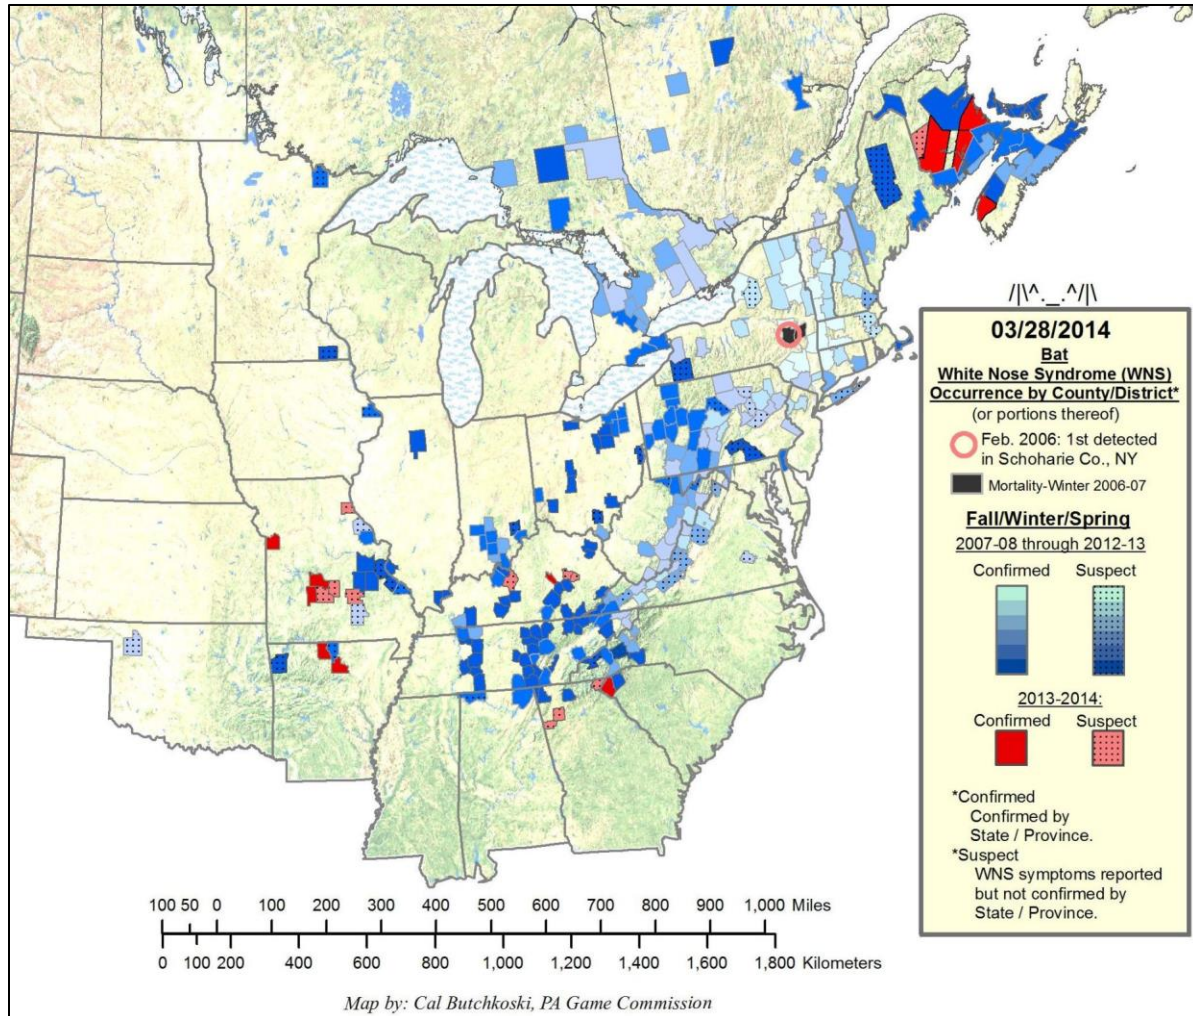 /|\^._.^/|\
03/28/2014
Bat
White Nose Syndrome (WNS)
Occurrence by County/District*
(or portions thereof)
Feb. 2006: 1st detected
in Schoharie Co., NY
Mortality-Winter 2006-07
Fall/Winter/Spring
2007-08 through 2012-13
Confirmed Suspect
2013-2014:
Confirmed Suspect
*Confirmed
Confirmed by
State / Province.
*Suspect
WNS symptoms reported
but not confirmed by
State / Province.
100 50 0 100 200 300 400 500 600 700 800 900 1,000 Miles
0 100 200 400 600 800 1,000 1,200 1,400 1,600 1,800 Kilometers
Map by: Cal Butchkoski, PA Game Commission